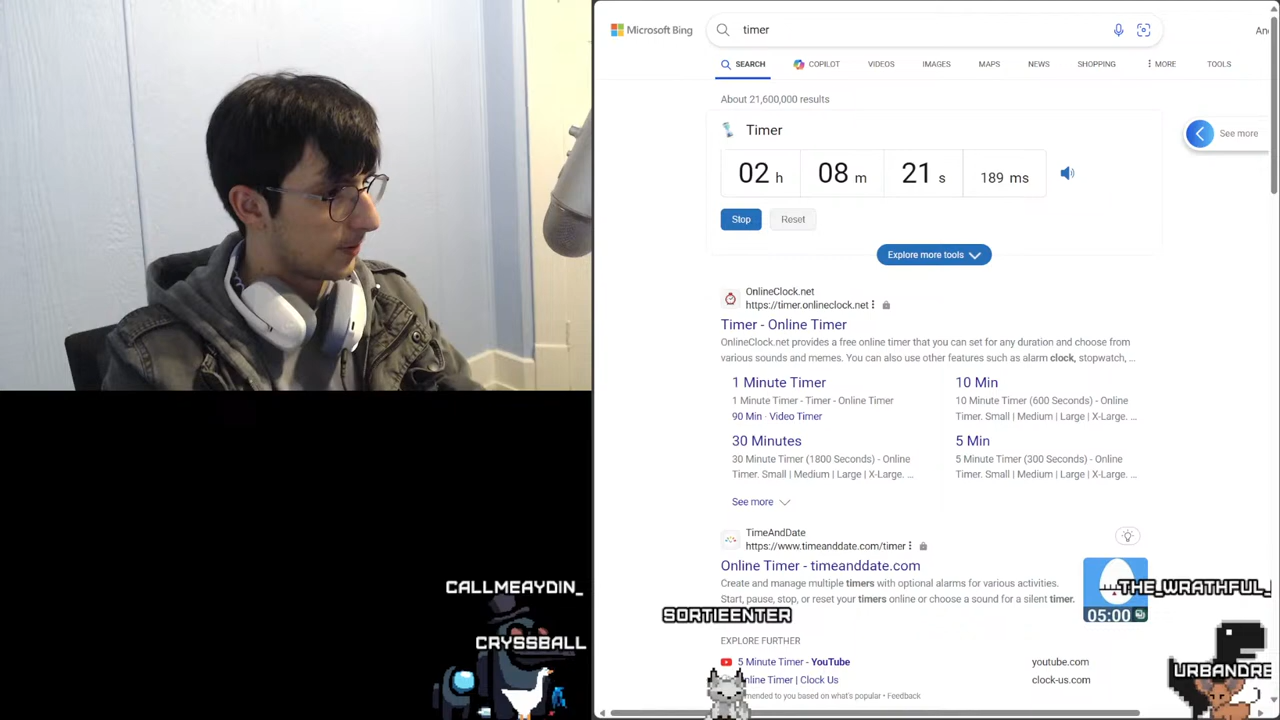 Microsoft Bing
timer
SEARCH
COPILOT
VIDEOS
IMAGES
MAPS
NEWS
SHOPPING
MORE
TOOLS
About 21,600,000 results
Timer
02 h
08 m
21 s
189 ms
See more
Stop
Reset
Explore more tools
OnlineClock.net
https://timer.onlineclock.net
Timer - Online Timer
OnlineClock.net provides a free online timer that you can set for any duration and choose from
various sounds and memes. You can also use other features such as alarm clock, stopwatch, ...
1 Minute Timer
1 Minute Timer - Timer - Online Timer
90 Min · Video Timer
10 Min
10 Minute Timer (600 Seconds) - Online
Timer. Small | Medium | Large | X-Large. ...
30 Minutes
30 Minute Timer (1800 Seconds) - Online
Timer. Small | Medium | Large | X-Large. ...
5 Min
5 Minute Timer (300 Seconds) - Online
Timer. Small | Medium | Large | X-Large. ...
See more
TimeAndDate
https://www.timeanddate.com/timer
Online Timer - timeanddate.com
Create and manage multiple timers with optional alarms for various activities.
Start, pause, stop, or reset your timers online or choose a sound for a silent timer.
05:00
CALLMEAYDIN_
THE_WRATHFUL_
SORTIEENTER
CRYSSBALL
URBANDRE
EXPLORE FURTHER
5 Minute Timer - YouTube
youtube.com
nline Timer | Clock Us
clock-us.com
mended to you based on what's popular • Feedback